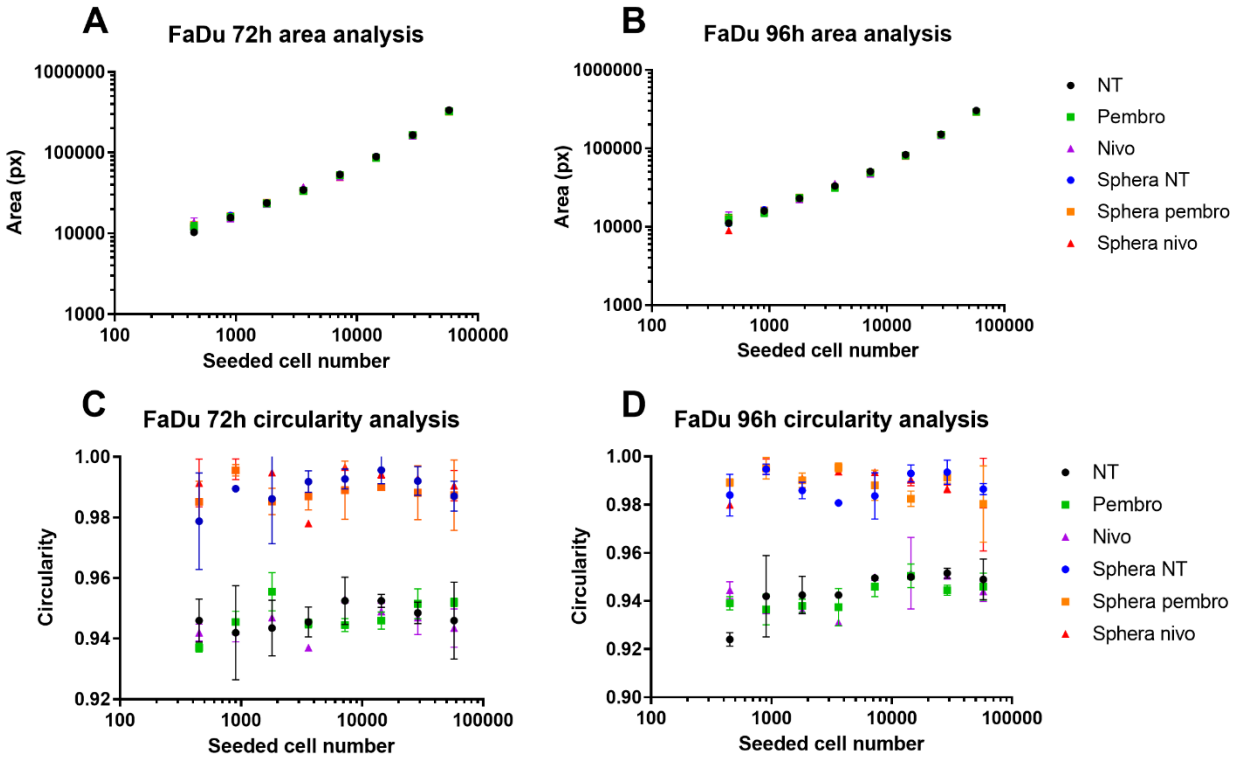 A
FaDu 72h area analysis
1000000
100000
10000
1000
Area (px)
100
1000
10000
100000
Seeded cell number
B
FaDu 96h area analysis
1000000
100000
10000
1000
Area (px)
100
1000
10000
100000
Seeded cell number
NT
Pembro
Nivo
Sphera NT
Sphera pembro
Sphera nivo
C
FaDu 72h circularity analysis
1.00
0.98
0.96
0.94
0.92
Circularity
100
1000
10000
100000
Seeded cell number
D
FaDu 96h circularity analysis
1.00
0.98
0.96
0.94
0.92
0.90
Circularity
100
1000
10000
100000
Seeded cell number
NT
Pembro
Nivo
Sphera NT
Sphera pembro
Sphera nivo